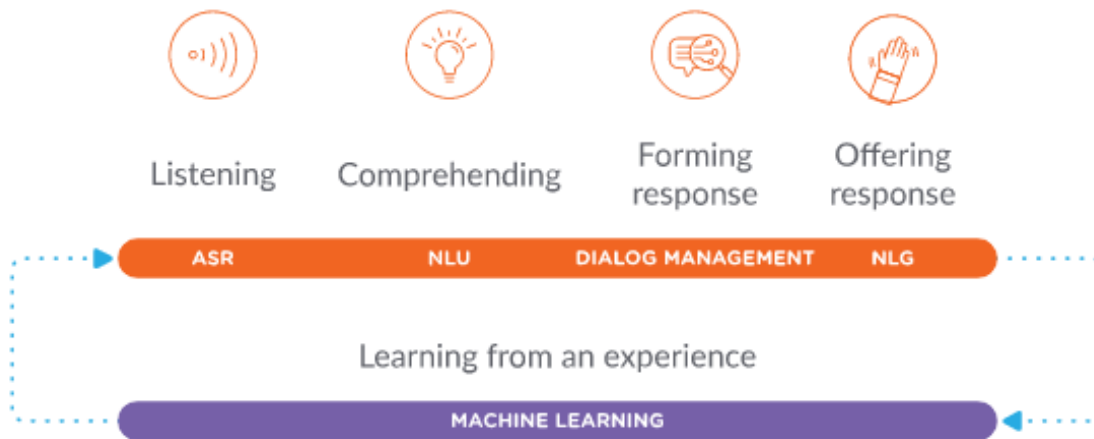 Listening
Comprehending
Forming
response
Offering
response
ASR
NLU
DIALOG MANAGEMENT
NLG
Learning from an experience
MACHINE LEARNING